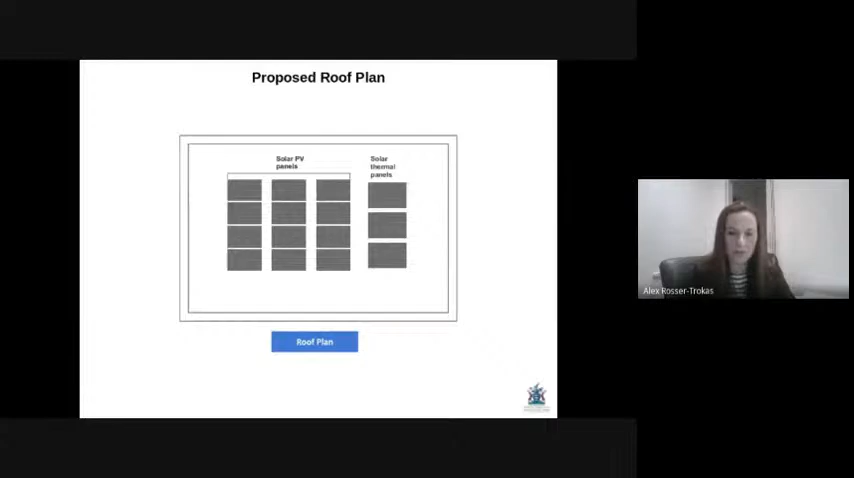 Proposed Roof Plan
Solar PV
panels
Solar
thermal
panels
Roof Plan
Alex Rosser-Trokas